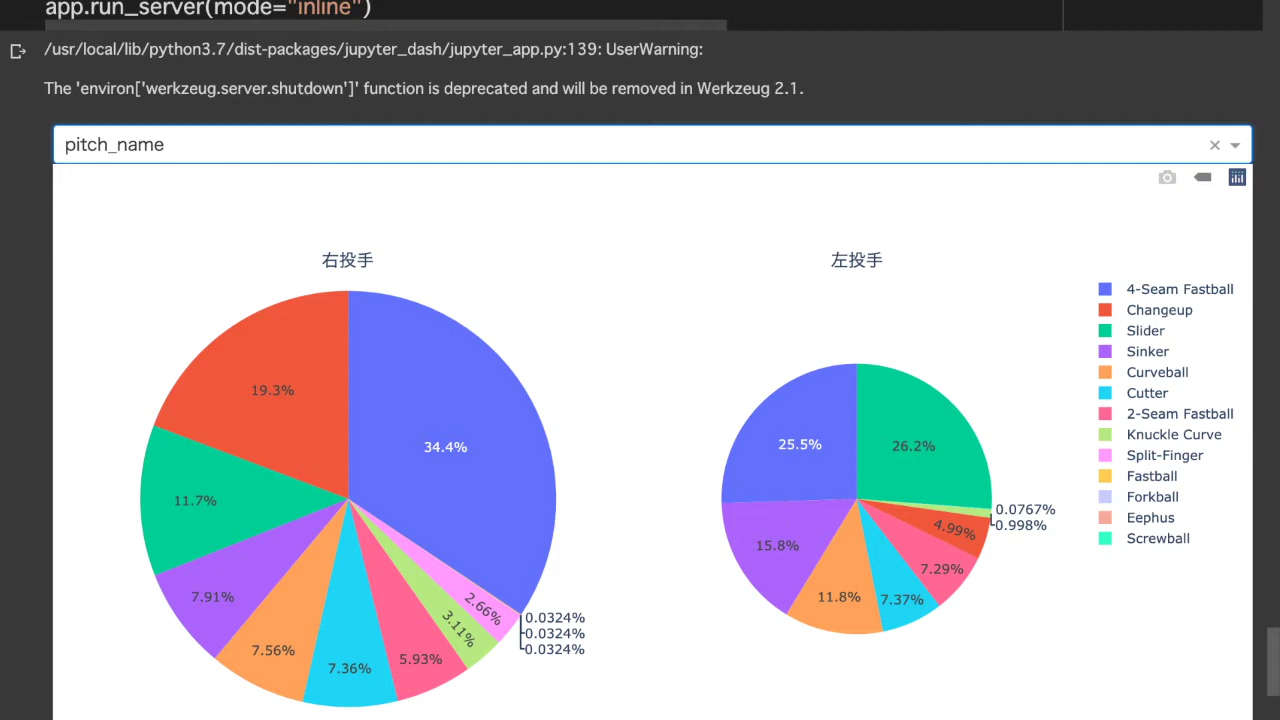 app.run_server(mode="inline")
/usr/local/lib/python3.7/dist-packages/jupyter_dash/jupyter_app.py:139: UserWarning:
The 'environ['werkzeug.server.shutdown']' function is deprecated and will be removed in Werkzeug 2.1.
pitch_name
右投手
19.3%
34.4%
11.7%
7.91%
7.56%
7.36%
5.93%
3.11%
2.66%
0.0324%
0.0324%
0.0324%
左投手
25.5%
26.2%
15.8%
11.8%
7.37%
7.29%
4.99%
0.0767%
0.998%
4-Seam Fastball
Changeup
Slider
Sinker
Curveball
Cutter
2-Seam Fastball
Knuckle Curve
Split-Finger
Fastball
Forkball
Eephus
Screwball